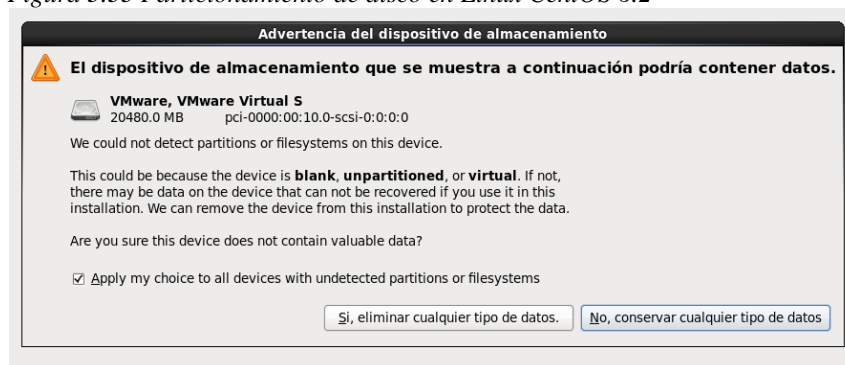 Advertencia del dispositivo de almacenamiento
El dispositivo de almacenamiento que se muestra a continuación podría contener datos.
VMware, VMware Virtual S
20480.0 MB pci-0000:00:10.0-scsi-0:0:0:0
We could not detect partitions or filesystems on this device.
This could be because the device is blank, unpartitioned, or virtual. If not,
there may be data on the device that can not be recovered if you use it in this
installation. We can remove the device from this installation to protect the data.
Are you sure this device does not contain valuable data?
Apply my choice to all devices with undetected partitions or filesystems
Si, eliminar cualquier tipo de datos.
No, conservar cualquier tipo de datos